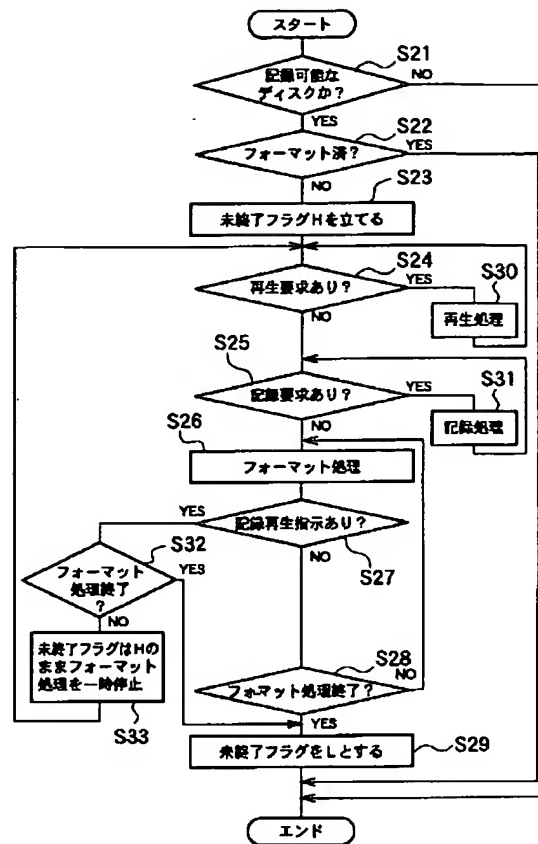 スタート
S21
記録可能な
ディスクか？
NO
YES
S22
フォーマット済？
YES
NO
S23
未終了フラグHを立てる
S24
再生要求あり？
YES
S30
再生処理
NO
S25
記録要求あり？
YES
S31
記録処理
NO
S26
フォーマット処理
YES
記録再生指示あり？
S32
NO
S27
フォーマット
処理終了
？
YES
NO
未終了フラグはHの
ままフォーマット
処理を一時停止
S33
S28
フォーマット処理終了？
NO
YES
S29
未終了フラグをLとする
エンド